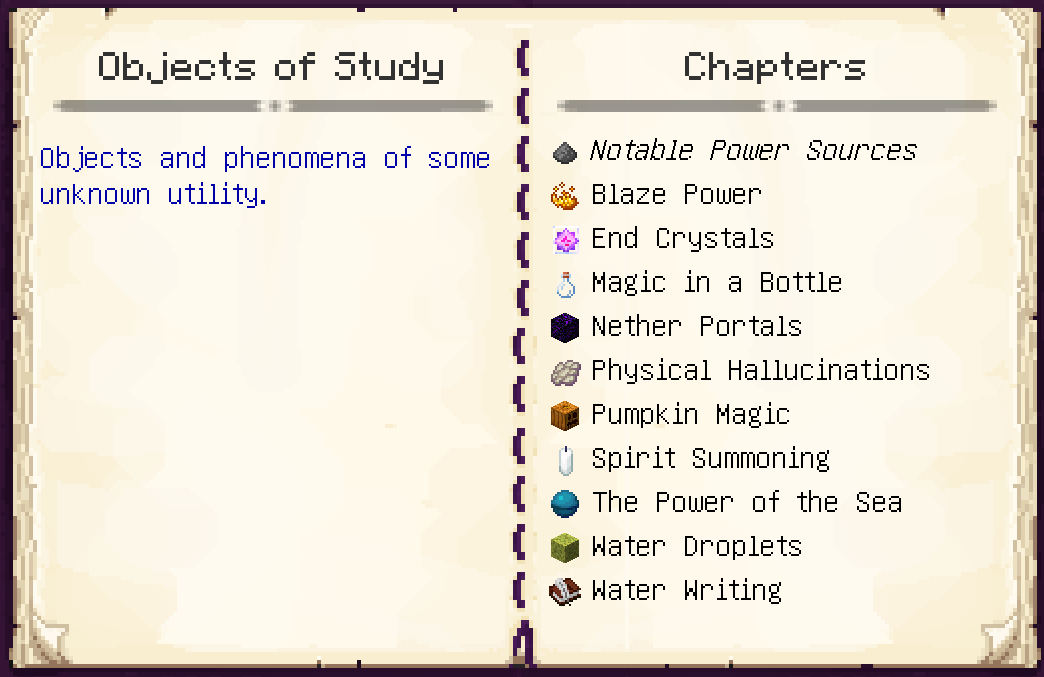 Objects of Study
Objects and phenomena of some
unknown utility.
Chapters
Notable Power Sources
Blaze Power
End Crystals
Magic in a Bottle
Nether Portals
Physical Hallucinations
Pumpkin Magic
Spirit Summoning
The Power of the Sea
Water Droplets
Water Writing